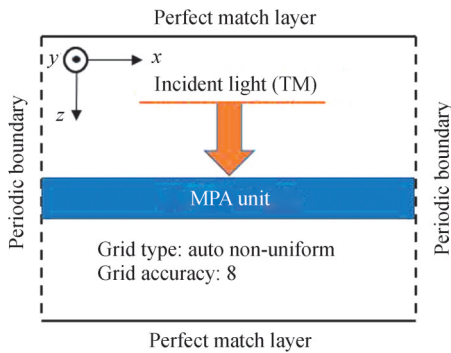 Perfect match layer
y
x
z
Incident light (TM)
Periodic boundary
Periodic boundary
MPA unit
Grid type: auto non-uniform
Grid accuracy: 8
Perfect match layer